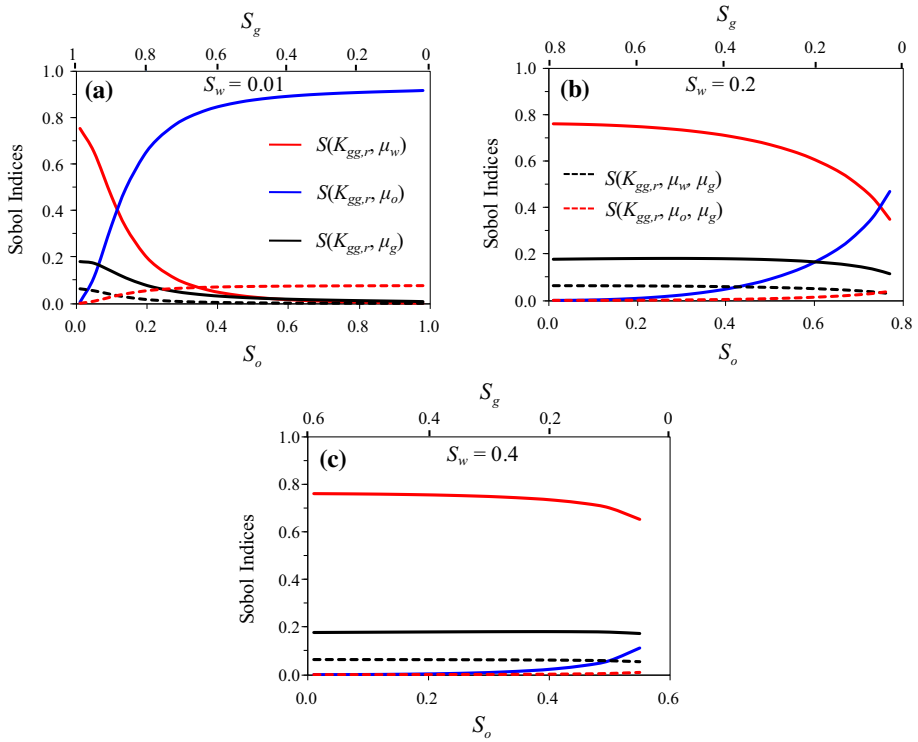 S_g
1 0.8 0.6 0.4 0.2 0
(a) S_w = 0.01
Sobol Indices
1.0
0.8
0.6
0.4
0.2
0.0
S(K_gg,r, μ_w)
S(K_gg,r, μ_o)
S(K_gg,r, μ_g)
0.0 0.2 0.4 0.6 0.8 1.0
S_o
S_g
0.8 0.6 0.4 0.2 0
(b) S_w = 0.2
Sobol Indices
1.0
0.8
0.6
0.4
0.2
0.0
S(K_gg,r, μ_w, μ_g)
S(K_gg,r, μ_o, μ_g)
0.0 0.2 0.4 0.6 0.8
S_o
S_g
0.6 0.4 0.2 0
(c) S_w = 0.4
Sobol Indices
1.0
0.8
0.6
0.4
0.2
0.0
0.0 0.2 0.4 0.6
S_o